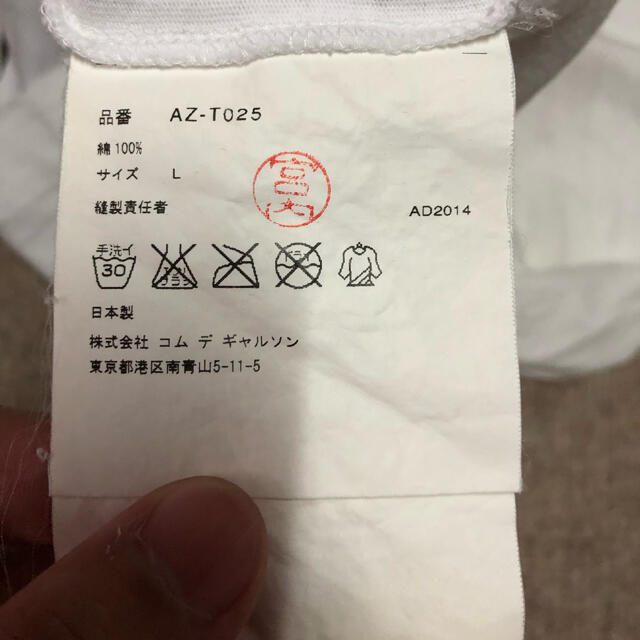 品番 AZ-T025
綿 100%
サイズ L
縫製責任者
AD2014
手洗イ
30
日本製
株式会社 コム デ ギャルソン
東京都港区南青山5-11-5